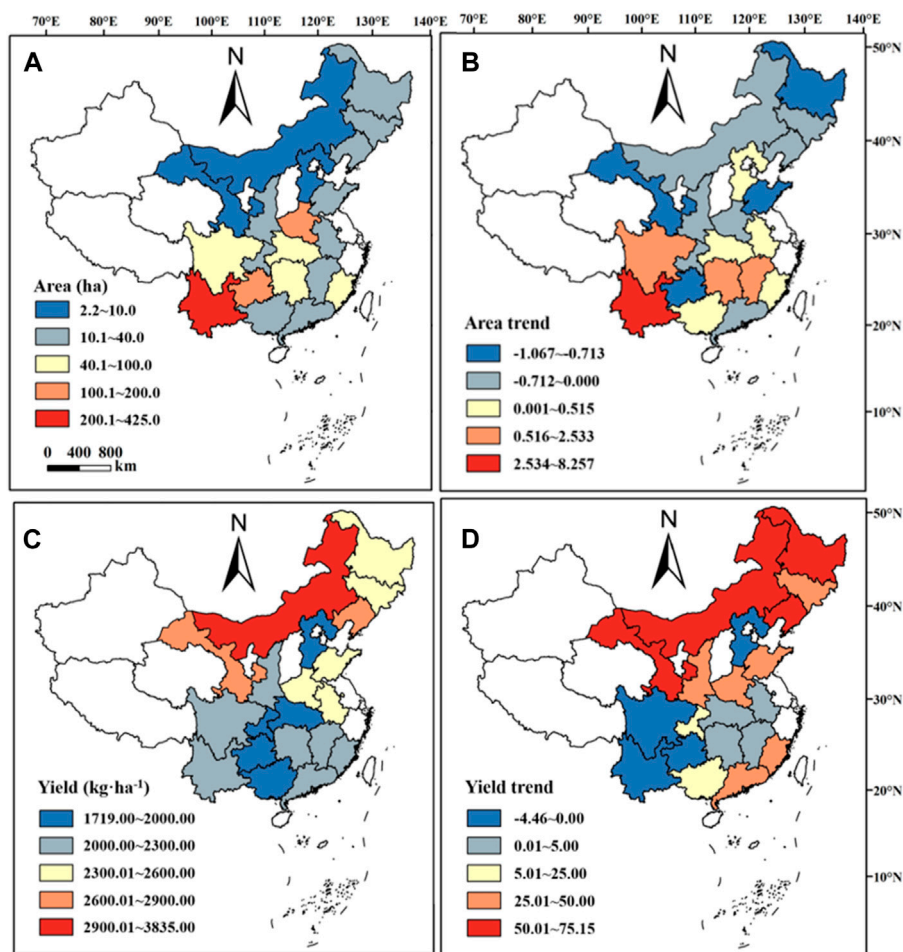 70°E 80°E 90°E 100°E 110°E 120°E 130°E 140°E 70°E 80°E 90°E 100°E 110°E 120°E 130°E 140°E
A
N
Area (ha)
2.2~10.0
10.1~40.0
40.1~100.0
100.1~200.0
200.1~425.0
0 400 800
km
B
N
50°N
40°N
30°N
20°N
10°N
Area trend
-1.067~-0.713
-0.712~0.000
0.001~0.515
0.516~2.533
2.534~8.257
C
N
Yield (kg·ha⁻¹)
1719.00~2000.00
2000.00~2300.00
2300.01~2600.00
2600.01~2900.00
2900.01~3835.00
D
N
50°N
40°N
30°N
20°N
10°N
Yield trend
-4.46~0.00
0.01~5.00
5.01~25.00
25.01~50.00
50.01~75.15